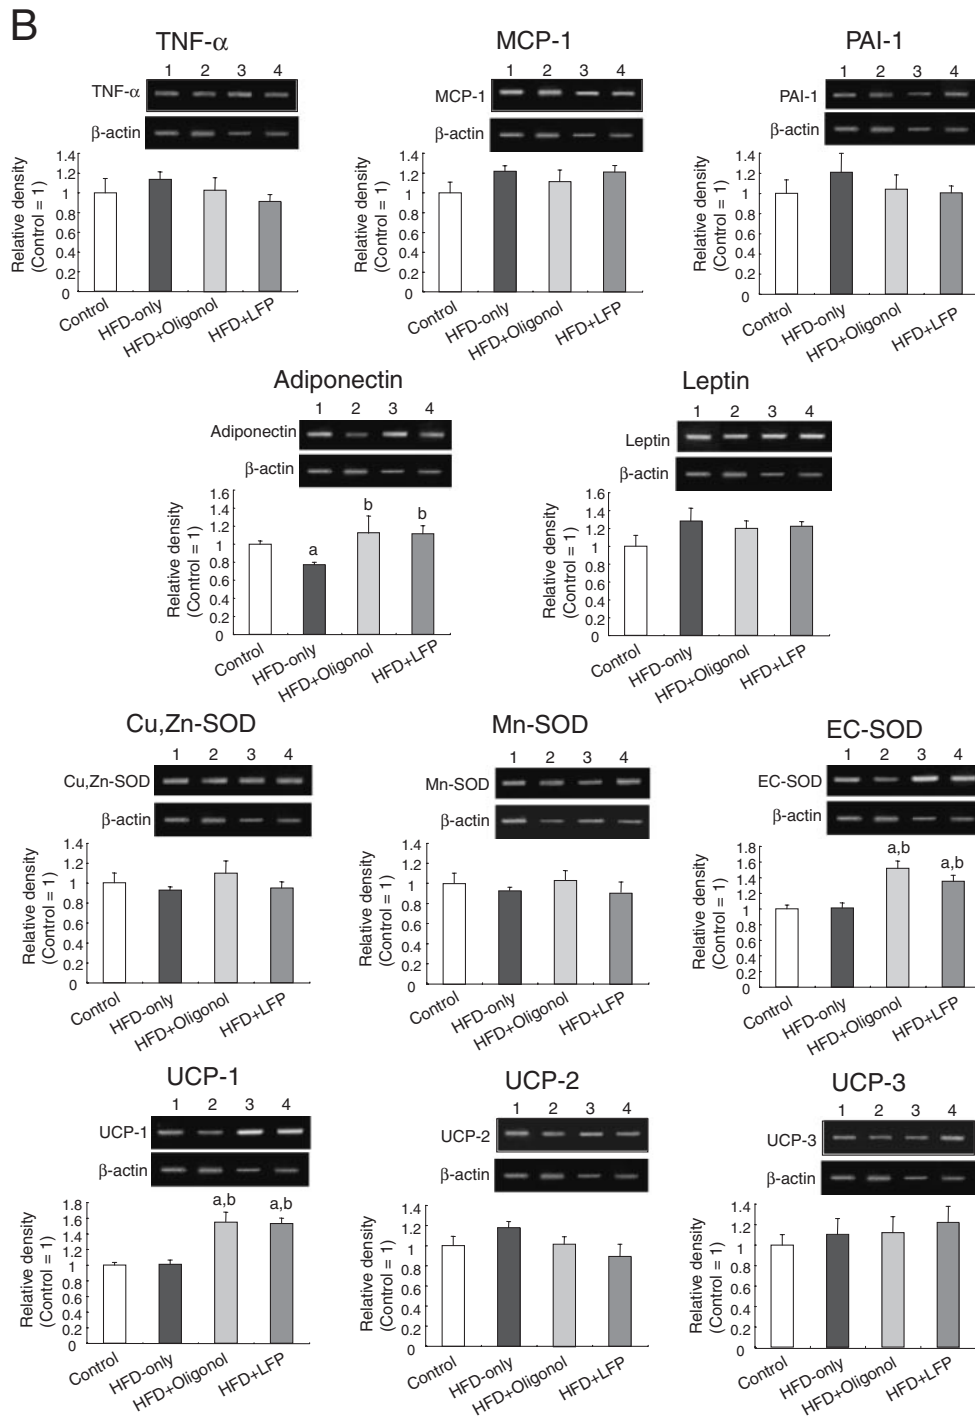 B
TNF-α
1 2 3 4
TNF-α
β-actin
Relative density
(Control = 1)
1.4
1.2
1
0.8
0.6
0.4
0.2
0
Control
HFD-only
HFD+Oligonol
HFD+LFP
MCP-1
1 2 3 4
MCP-1
β-actin
Relative density
(Control = 1)
1.4
1.2
1
0.8
0.6
0.4
0.2
0
Control
HFD-only
HFD+Oligonol
HFD+LFP
PAI-1
1 2 3 4
PAI-1
β-actin
Relative density
(Control = 1)
1.4
1.2
1
0.8
0.6
0.4
0.2
0
Control
HFD-only
HFD+Oligonol
HFD+LFP
Adiponectin
1 2 3 4
Adiponectin
β-actin
Relative density
(Control = 1)
1.6
1.4
1.2
1
0.8
0.6
0.4
0.2
0
a
b
b
Control
HFD-only
HFD+Oligonol
HFD+LFP
Leptin
1 2 3 4
Leptin
β-actin
Relative density
(Control = 1)
1.6
1.4
1.2
1
0.8
0.6
0.4
0.2
0
Control
HFD-only
HFD+Oligonol
HFD+LFP
Cu,Zn-SOD
1 2 3 4
Cu,Zn-SOD
β-actin
Relative density
(Control = 1)
1.4
1.2
1
0.8
0.6
0.4
0.2
0
Control
HFD-only
HFD+Oligonol
HFD+LFP
Mn-SOD
1 2 3 4
Mn-SOD
β-actin
Relative density
(Control = 1)
1.4
1.2
1
0.8
0.6
0.4
0.2
0
Control
HFD-only
HFD+Oligonol
HFD+LFP
EC-SOD
1 2 3 4
EC-SOD
β-actin
Relative density
(Control = 1)
1.8
1.6
1.4
1.2
1
0.8
0.6
0.4
0.2
0
a,b
a,b
Control
HFD-only
HFD+Oligonol
HFD+LFP
UCP-1
1 2 3 4
UCP-1
β-actin
Relative density
(Control = 1)
1.8
1.6
1.4
1.2
1
0.8
0.6
0.4
0.2
0
a,b
a,b
Control
HFD-only
HFD+Oligonol
HFD+LFP
UCP-2
1 2 3 4
UCP-2
β-actin
Relative density
(Control = 1)
1.4
1.2
1
0.8
0.6
0.4
0.2
0
Control
HFD-only
HFD+Oligonol
HFD+LFP
UCP-3
1 2 3 4
UCP-3
β-actin
Relative density
(Control = 1)
1.4
1.2
1
0.8
0.6
0.4
0.2
0
Control
HFD-only
HFD+Oligonol
HFD+LFP